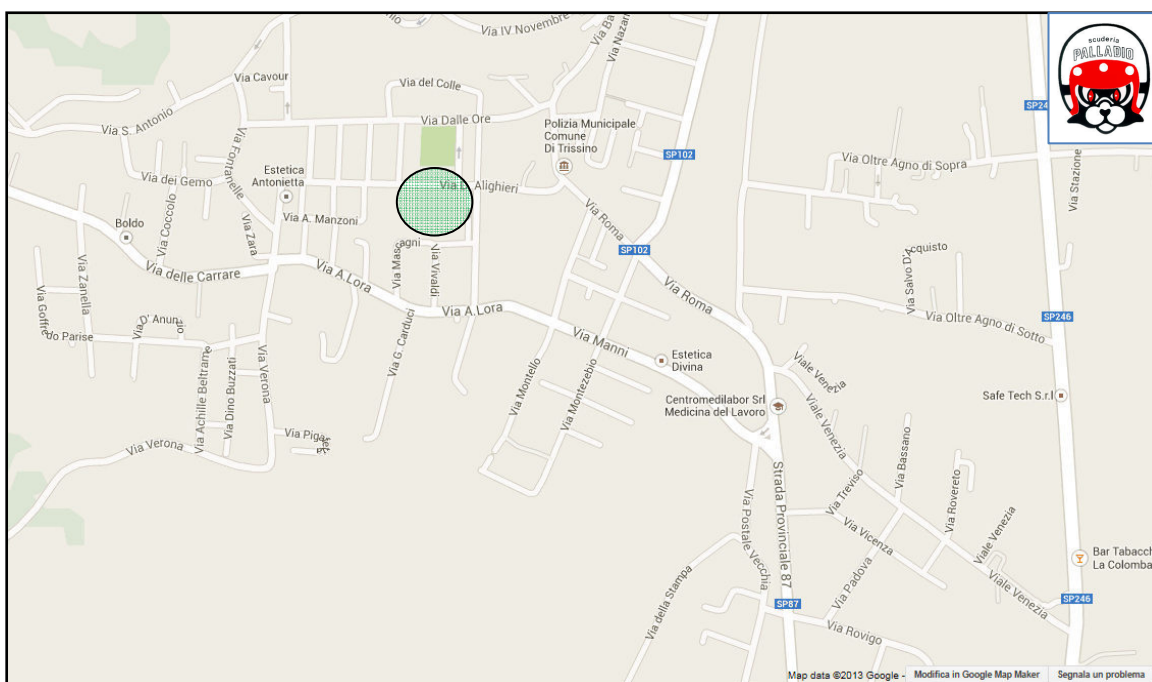 Via IV Novembre
Via Nazari
scuderia
PALLADIO
Via Cavour
Via del Colle
Via S. Antonio
Via Dalle Ore
Polizia Municipale
Comune
Di Trissino
SP102
Via Fontanelle
Via Oltre Agno di Sopra
Via Stazione
Via dei Gemo
Estetica
Antonietta
Via D. Alighieri
Via Coccolo
Boldo
Via A. Manzoni
Via Roma
Via Zara
SP102
Via Mascagni
Via Vivaldi
Via Salvo D'Acquisto
Via delle Carrare
Via Zanella
Via A.Lora
Via Roma
Via A.Lora
Via Goffredo Parise
Via D' Anunzio
Via Oltre Agno di Sotto
SP246
Via Manni
Via G. Carduci
Estetica
Divina
Viale Venezia
Via Achille Beltrame
Via Dino Buzzati
Via Verona
Via Montello
Via Montezebio
Centromedilabor Srl
Medicina del Lavoro
Safe Tech S.r.l
Viale Venezia
Via Verona
Via Bassano
Via Treviso
Via Rovereto
Strada Provinciale 87
Via Postale Vecchia
Via Vicenza
Viale Venezia
Bar Tabacch
La Colomba
Via Padova
Viale Venezia
Via della Stampa
SP87
SP246
Via Rovigo
Map data ©2013 Google -
Modifica in Google Map Maker
Segnala un problema